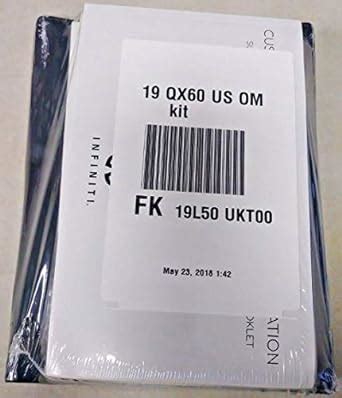 19 QX60 US OM
kit
FK 19L50 UKT00
May 23, 2018 1:42
INFINITI.